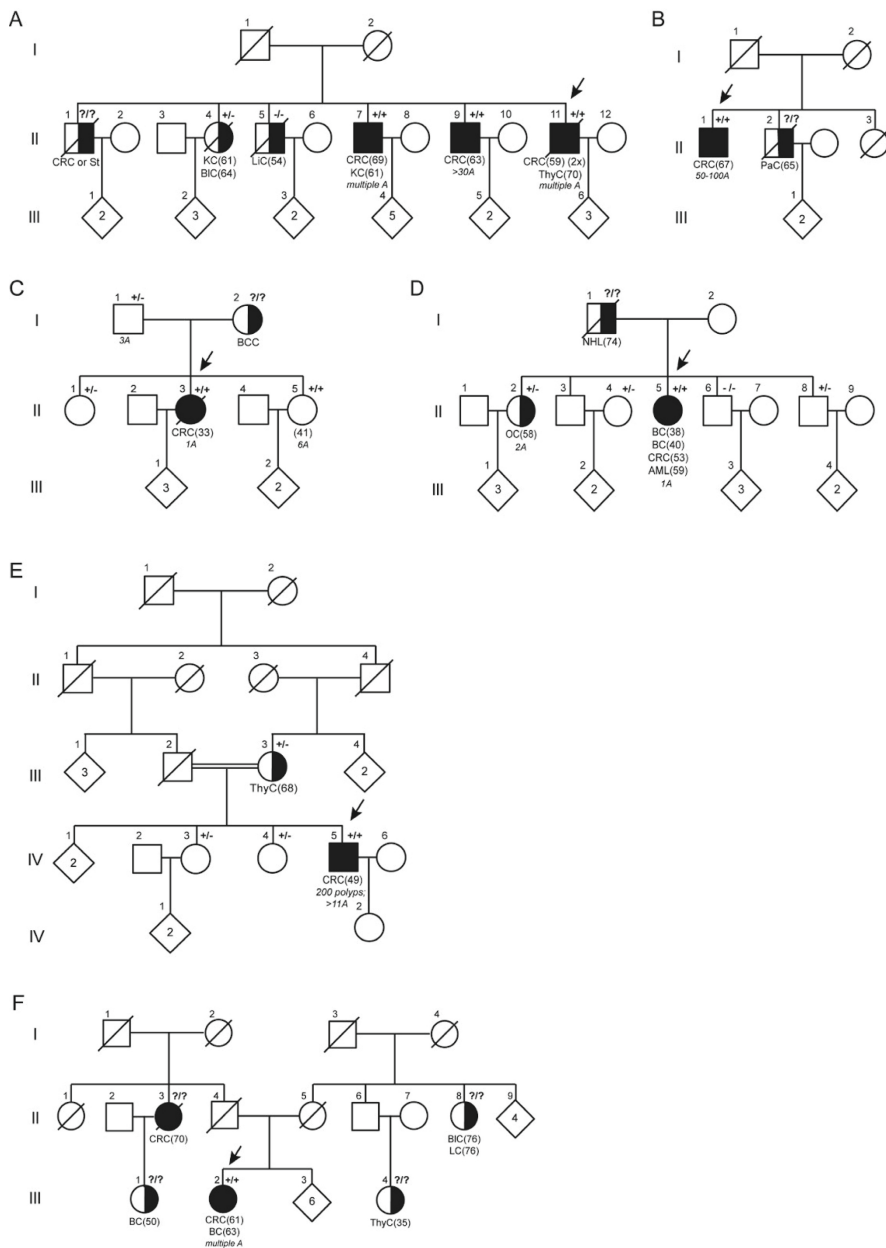 A
B
I
1
2
I
1
2
II
1 ?/?
2
3
4 +/-
5 -/-
6
7 +/+
8
9 +/+
10
11 +/+
12
CRC or St
KC(61)
BlC(64)
LiC(54)
CRC(69)
KC(61)
multiple A
CRC(63)
>30A
CRC(59) (2x)
ThyC(70)
multiple A
II
1 +/+
2 ?/?
3
CRC(67)
50-100A
PaC(65)
III
1
2
2
3
3
2
4
5
5
2
6
3
III
1
2
C
D
I
1 +/-
2 ?/?
3A
BCC
I
1 ?/?
2
NHL(74)
II
1 +/-
2
3 +/+
4
5 +/+
CRC(33)
1A
(41)
6A
II
1
2 +/-
3
4 +/-
5 +/+
6 -/-
7
8 +/-
9
OC(58)
2A
BC(38)
BC(40)
CRC(53)
AML(59)
1A
III
1
3
2
2
III
1
3
2
2
3
3
4
2
E
I
1
2
II
1
2
3
4
III
1
3
2
3 +/-
4
2
ThyC(68)
IV
1
2
2
3 +/-
4 +/-
5 +/+
6
CRC(49)
200 polyps;
>11A
IV
1
2
2
F
I
1
2
3
4
II
1
2
3 ?/?
4
5
6
7
8 ?/?
9
4
CRC(70)
BlC(76)
LC(76)
III
1 ?/?
2 +/+
3
6
4 ?/?
BC(50)
CRC(61)
BC(63)
multiple A
ThyC(35)